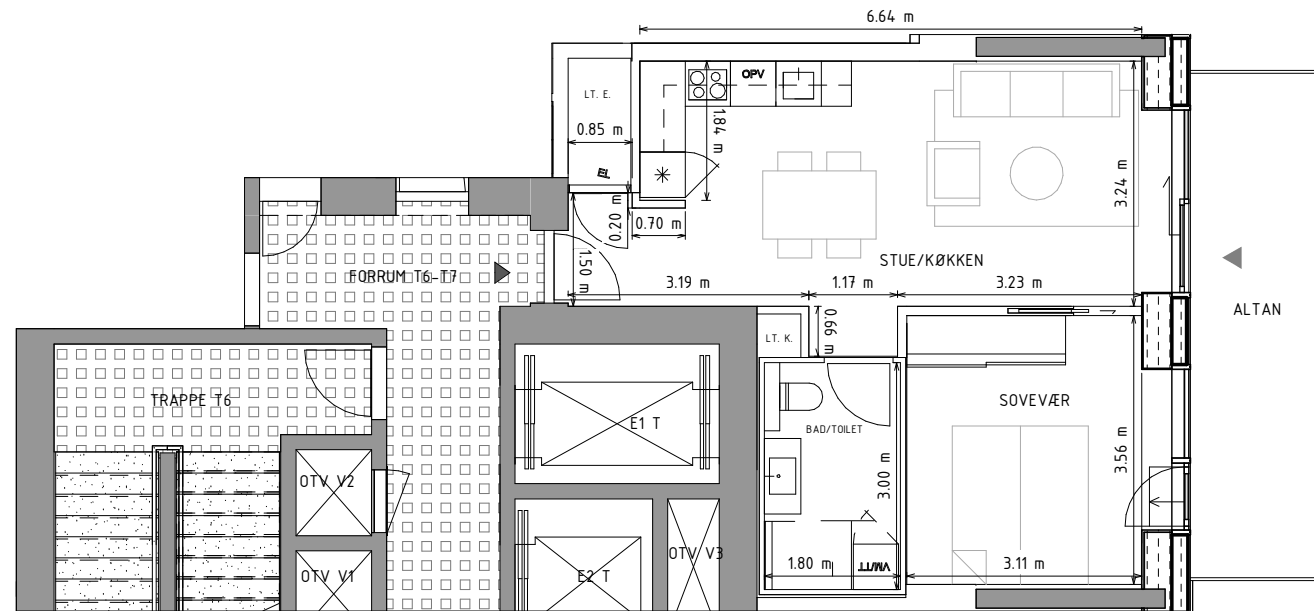 6.64 m
OPV
LT. E.
0.85 m
1.84 m
EL
0.20 m
0.70 m
3.24 m
FORRUM T6-T7
1.50 m
STUE/KØKKEN
3.19 m
1.17 m
3.23 m
ALTAN
0.66 m
LT. K.
TRAPPE T6
E1 T
BAD/TOILET
SOVEVÆR
3.56 m
3.00 m
OTV V2
OTV V3
VM/TT
1.80 m
3.11 m
OTV V1
E2 T